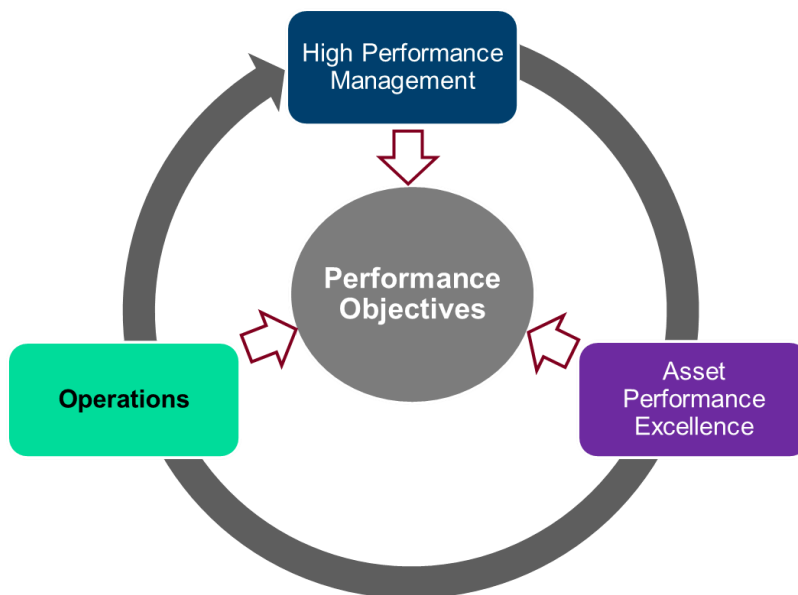 High Performance
Management
Performance
Objectives
Operations
Asset
Performance
Excellence